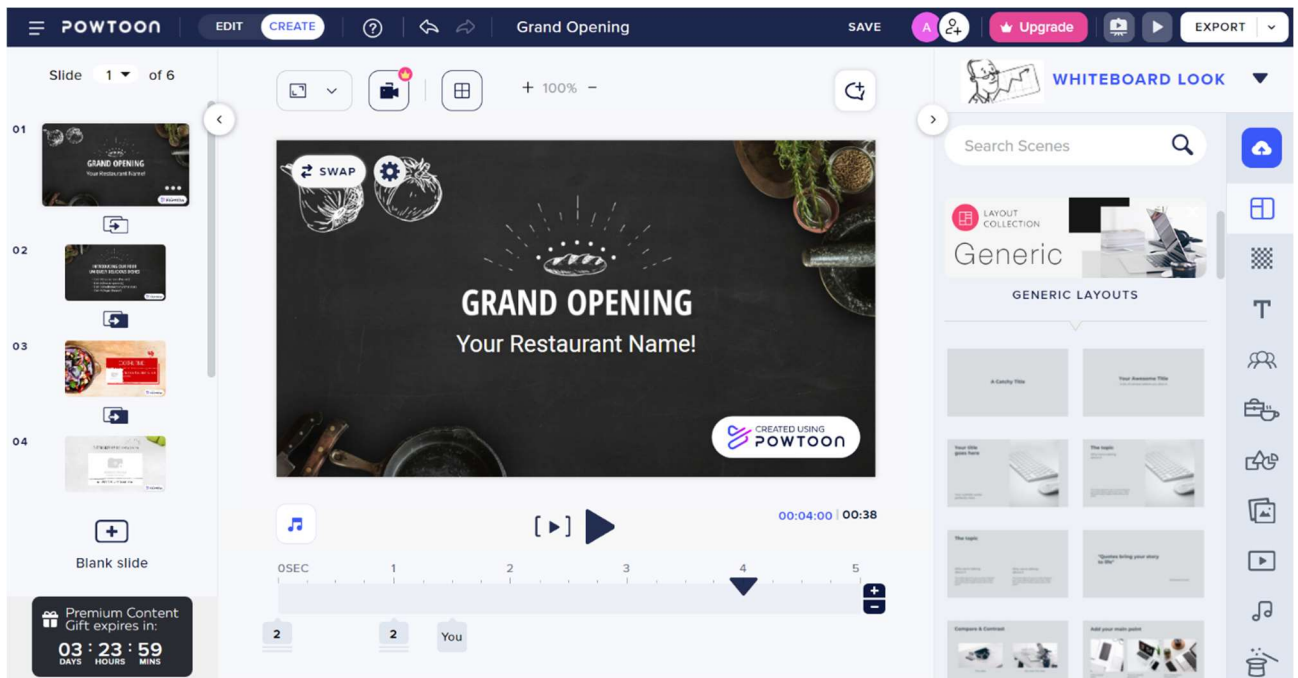 POWTOON
EDIT
CREATE
?
Grand Opening
SAVE
A
Upgrade
EXPORT
Slide 1 of 6
01
GRAND OPENING
Your Restaurant Name!
02
03
04
Blank slide
Premium Content
Gift expires in:
03 : 23 : 59
DAYS HOURS MINS
+ 100% −
SWAP
GRAND OPENING
Your Restaurant Name!
CREATED USING
POWTOON
00:04:00 | 00:38
0SEC 1 2 3 4 5
2 2 You
WHITEBOARD LOOK
Search Scenes
LAYOUT
COLLECTION
Generic
GENERIC LAYOUTS
A Catchy Title
Your Awesome Title
Your title
goes here
The topic
The topic
"Quotes bring your story
to life"
Compare & Contrast
Add your main point